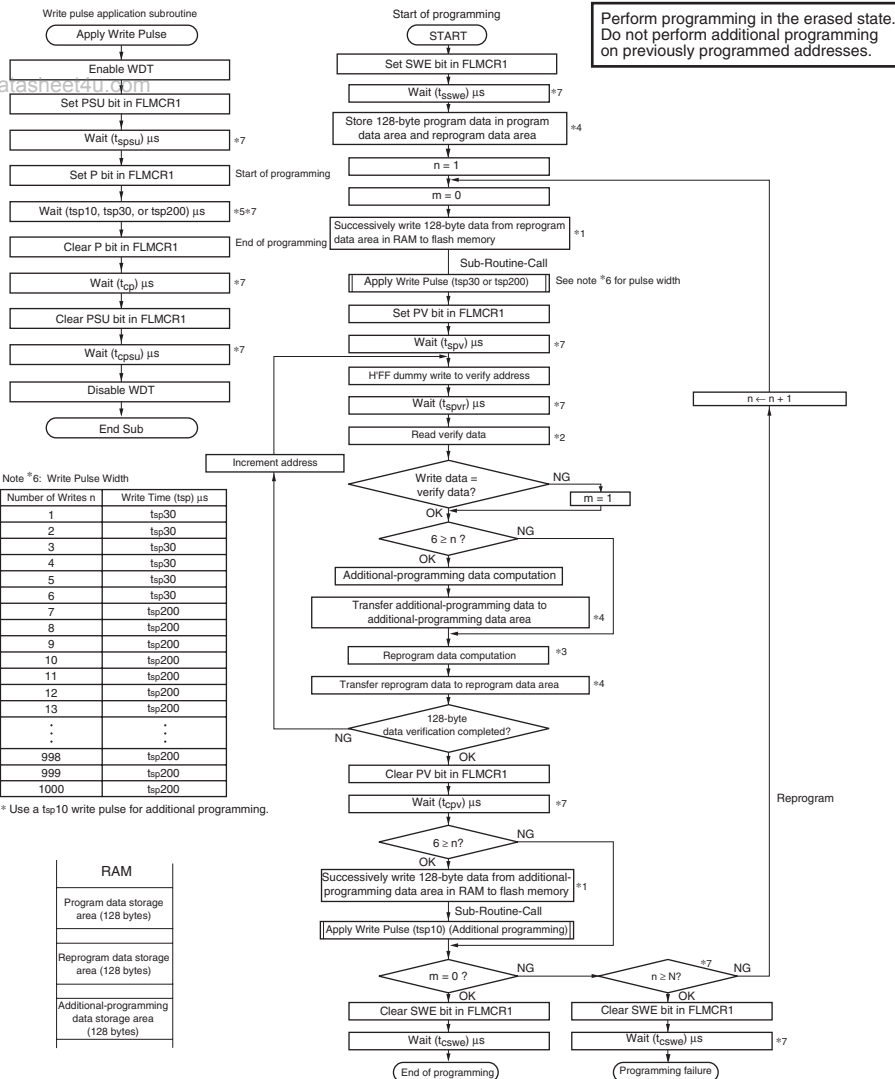 Write pulse application subroutine
Apply Write Pulse
Enable WDT
atasheet4u.com
Set PSU bit in FLMCR1
Wait (tspsu) µs
*7
Set P bit in FLMCR1
Start of programming
Wait (tsp10, tsp30, or tsp200) µs
*5*7
Clear P bit in FLMCR1
End of programming
Wait (tcp) µs
*7
Clear PSU bit in FLMCR1
Wait (tcpsu) µs
*7
Disable WDT
End Sub
Note *6: Write Pulse Width
Number of Writes n
Write Time (tsp) µs
1
tsp30
2
tsp30
3
tsp30
4
tsp30
5
tsp30
6
tsp30
7
tsp200
8
tsp200
9
tsp200
10
tsp200
11
tsp200
12
tsp200
13
tsp200
998
tsp200
999
tsp200
1000
tsp200
* Use a tsp10 write pulse for additional programming.
RAM
Program data storage
area (128 bytes)
Reprogram data storage
area (128 bytes)
Additional-programming
data storage area
(128 bytes)
Start of programming
START
Set SWE bit in FLMCR1
Wait (tsswe) µs
*7
Store 128-byte program data in program
data area and reprogram data area
*4
n = 1
m = 0
Successively write 128-byte data from reprogram
data area in RAM to flash memory
*1
Sub-Routine-Call
Apply Write Pulse (tsp30 or tsp200)
See note *6 for pulse width
Set PV bit in FLMCR1
Wait (tspv) µs
*7
H'FF dummy write to verify address
Wait (tspvr) µs
*7
Read verify data
*2
Increment address
Write data =
verify data?
NG
m = 1
OK
6 ≥ n ?
NG
OK
Additional-programming data computation
Transfer additional-programming data to
additional-programming data area
*4
Reprogram data computation
*3
Transfer reprogram data to reprogram data area
*4
128-byte
data verification completed?
NG
OK
Clear PV bit in FLMCR1
Wait (tcpv) µs
*7
6 ≥ n?
NG
OK
Successively write 128-byte data from additional-
programming data area in RAM to flash memory
*1
Sub-Routine-Call
Apply Write Pulse (tsp10) (Additional programming)
m = 0 ?
NG
OK
Clear SWE bit in FLMCR1
Wait (tcswe) µs
End of programming
n ≥ N?
*7
NG
OK
Clear SWE bit in FLMCR1
Wait (tcswe) µs
*7
Programming failure
n ← n + 1
Reprogram
Perform programming in the erased state.
Do not perform additional programming
on previously programmed addresses.